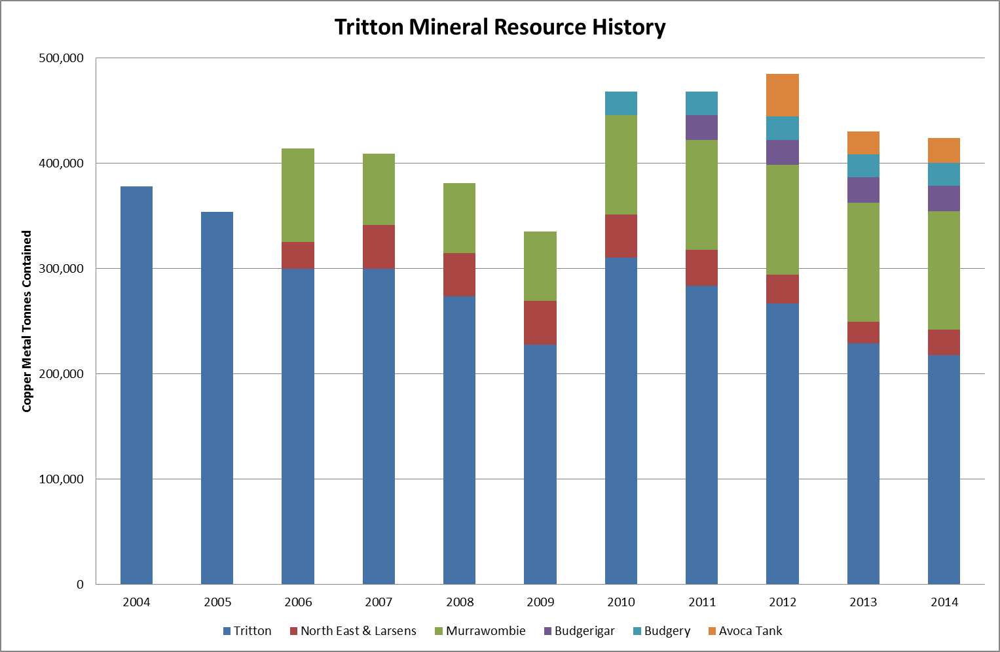 Tritton Mineral Resource History
Copper Metal Tonnes Contained
500,000
400,000
300,000
200,000
100,000
0
2004 2005 2006 2007 2008 2009 2010 2011 2012 2013 2014
Tritton North East & Larsens Murrawombie Budgerigar Budgery Avoca Tank